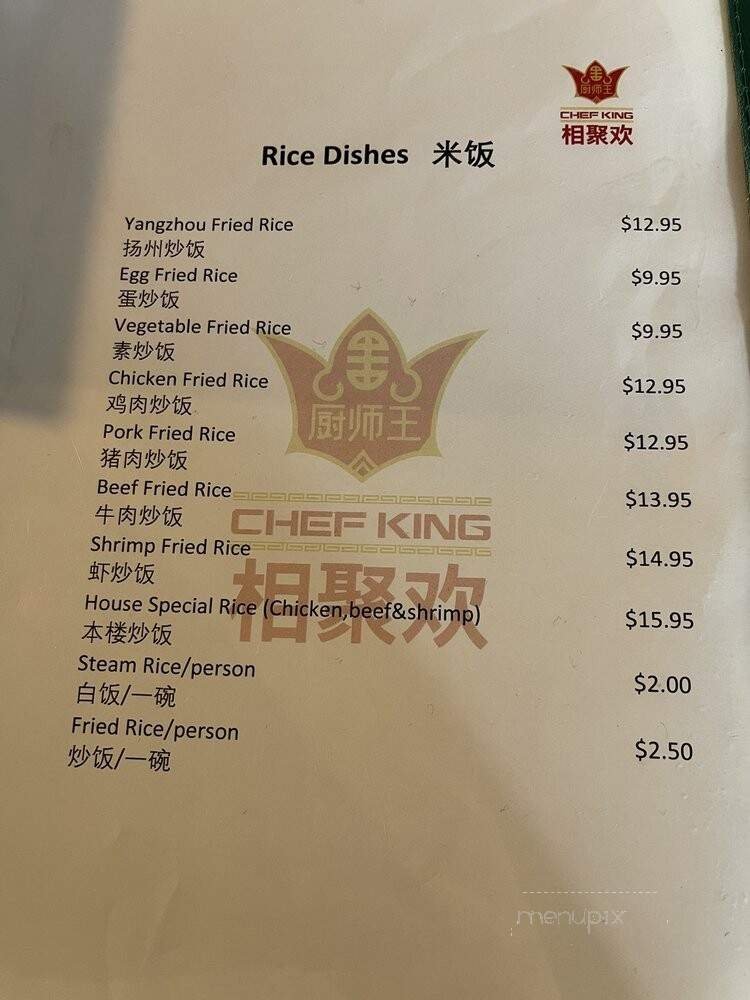 厨师王
CHEF KING
相聚欢
Rice Dishes 米饭
Yangzhou Fried Rice $12.95
扬州炒饭
Egg Fried Rice $9.95
蛋炒饭
Vegetable Fried Rice $9.95
素炒饭
Chicken Fried Rice $12.95
鸡肉炒饭
Pork Fried Rice $12.95
猪肉炒饭
Beef Fried Rice $13.95
牛肉炒饭
Shrimp Fried Rice $14.95
虾炒饭
House Special Rice (Chicken,beef&shrimp) $15.95
本楼炒饭
Steam Rice/person $2.00
白饭/一碗
Fried Rice/person $2.50
炒饭/一碗
厨师王
CHEF KING
相聚欢
menupix